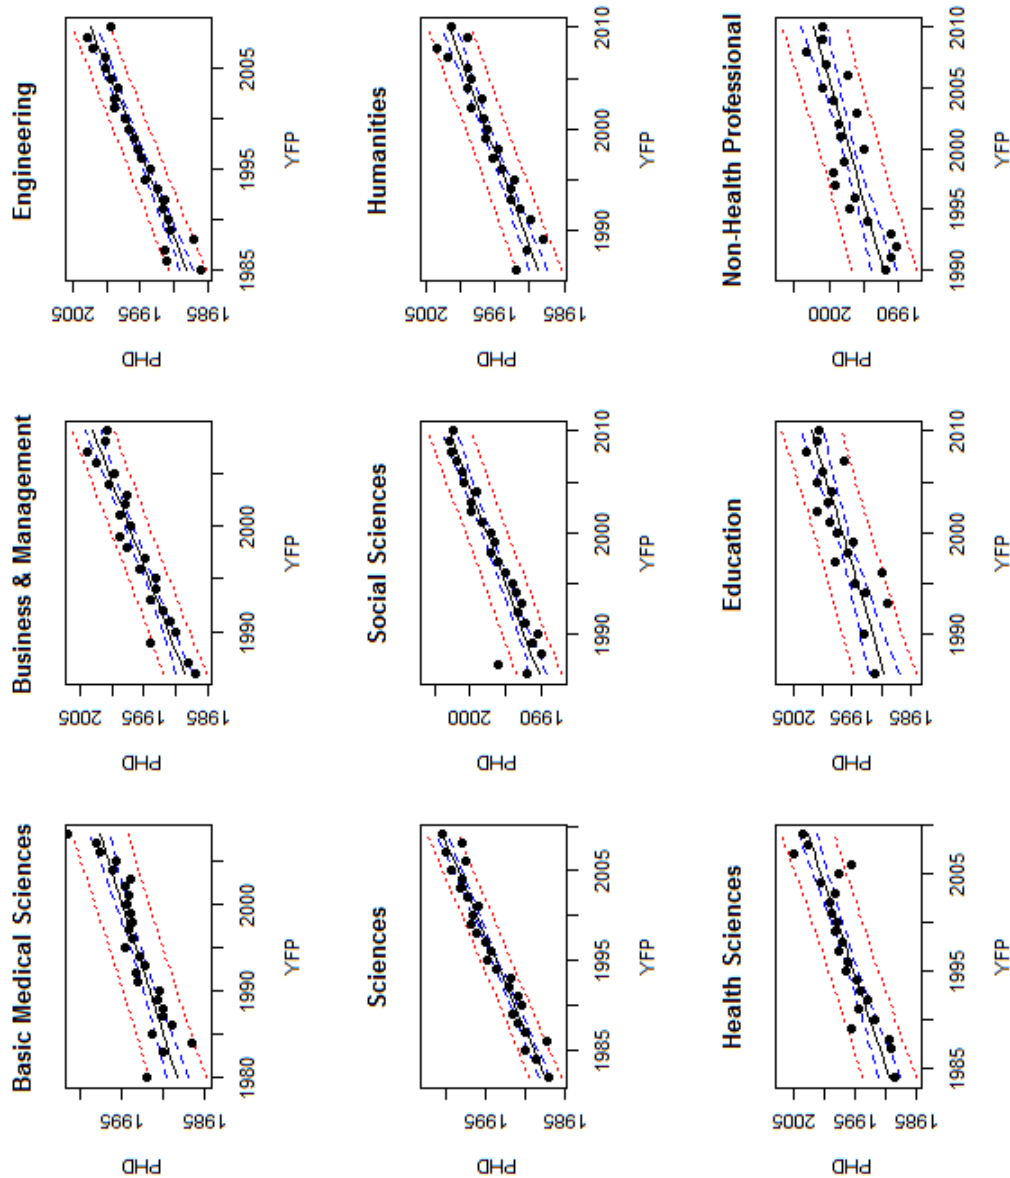 Basic Medical Sciences
PHD
1995
1985
1980 1990 2000
YFP
Business & Management
PHD
2005
1995
1985
1990 2000
YFP
Engineering
PHD
2005
1995
1985
1985 1995 2005
YFP
Sciences
PHD
1995
1985
1985 1995 2005
YFP
Social Sciences
PHD
2000
1990
1990 2000 2010
YFP
Humanities
PHD
2005
1995
1985
1990 2000 2010
YFP
Health Sciences
PHD
2005
1995
1985
1985 1995 2005
YFP
Education
PHD
2005
1995
1985
1990 2000 2010
YFP
Non-Health Professional
PHD
2000
1990
1990 1995 2000 2005 2010
YFP